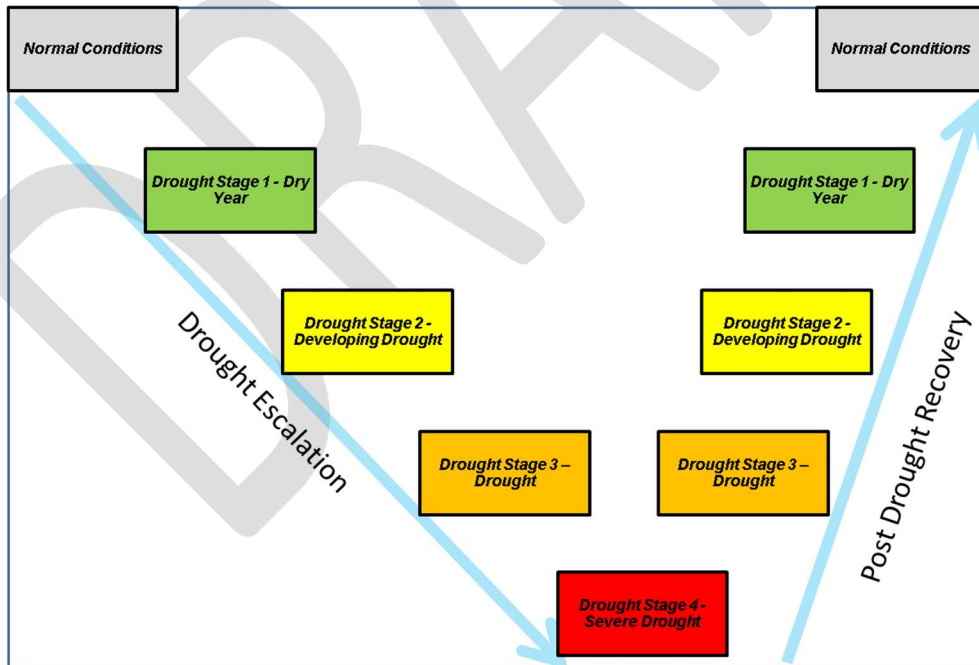 Normal Conditions
Normal Conditions
Drought Stage 1 - Dry
Year
Drought Stage 1 - Dry
Year
Drought Stage 2 -
Developing Drought
Drought Stage 2 -
Developing Drought
Drought Escalation
Post Drought Recovery
Drought Stage 3 –
Drought
Drought Stage 3 –
Drought
Drought Stage 4 -
Severe Drought
DRA